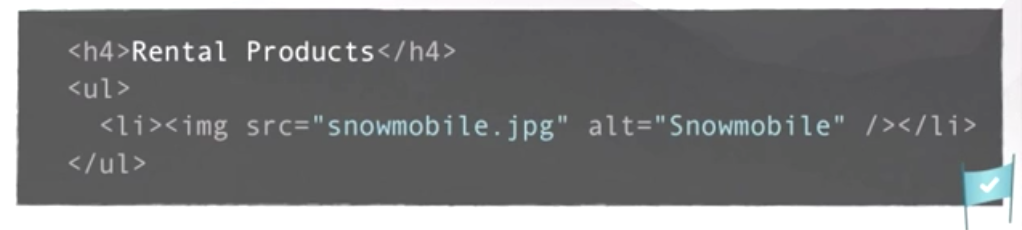 <h4>Rental Products</h4>
<ul>
<li><img src="snowmobile.jpg" alt="Snowmobile" /></li>
</ul>